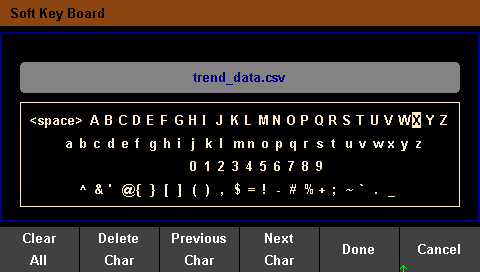 Soft Key Board
trend_data.csv
<space> A B C D E F G H I J K L M N O P Q R S T U V W X Y Z
a b c d e f g h i j k l m n o p q r s t u v w x y z
0 1 2 3 4 5 6 7 8 9
^ & ' @ { } [ ] ( ) , $ = ! - # % + ; ~ ` . _
Clear All
Delete Char
Previous Char
Next Char
Done
Cancel